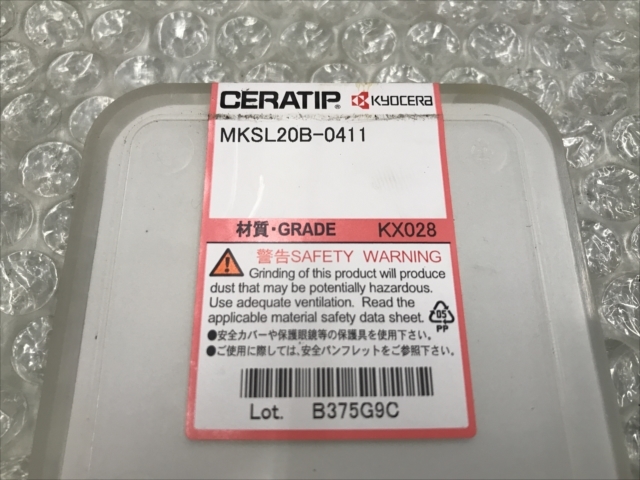 CERATIP® KYOCERA
MKSL20B-0411
材質・GRADE KX028
警告SAFETY WARNING
Grinding of this product will produce
dust that may be potentially hazardous.
Use adequate ventilation. Read the
applicable material safety data sheet.
05
PP
●安全カバーや保護眼鏡等の保護具を使用下さい。
●ご使用に際しては、安全パンフレットをご参照下さい。
Lot. B375G9C